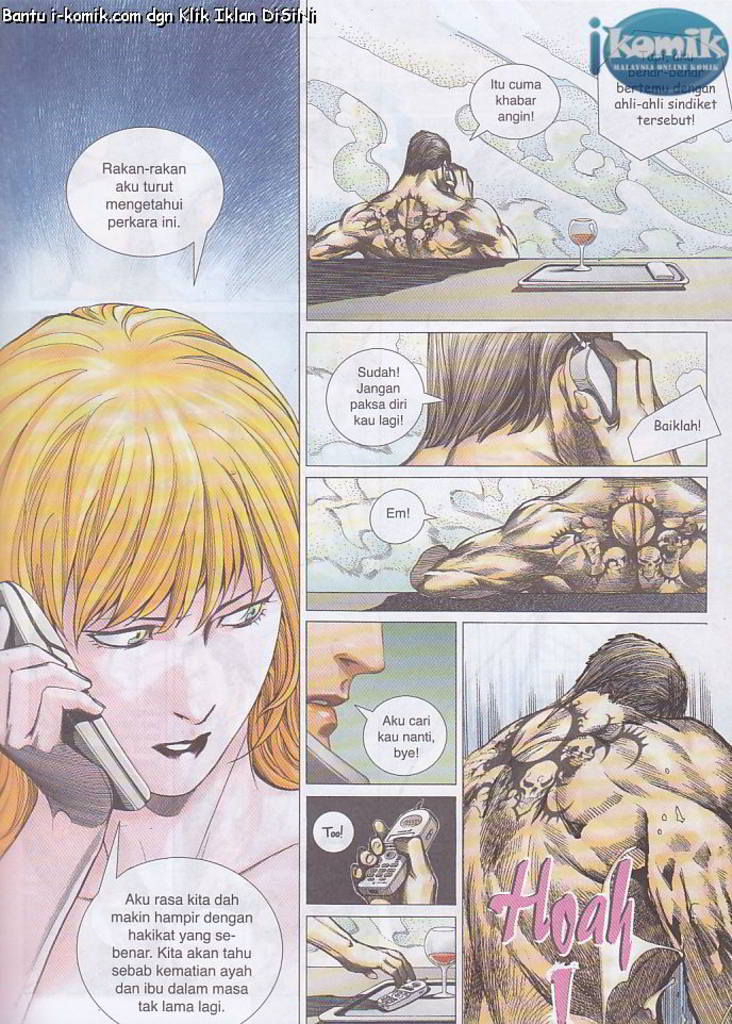 Bantu i-komik.com dgn Klik Iklan DiSiNi
Rakan-rakan
aku turut
mengetahui
perkara ini.
Aku rasa kita dah
makin hampir dengan
hakikat yang se-
benar. Kita akan tahu
sebab kematian ayah
dan ibu dalam masa
tak lama lagi.
ikomik
MALAYSIA ONLINE KOMIK
aku
benar-benar
bertemu dengan
ahli-ahli sindiket
tersebut!
Itu cuma
khabar
angin!
Sudah!
Jangan
paksa diri
kau lagi!
Baiklah!
Em!
Aku cari
kau nanti,
bye!
Too!
Hoah
!